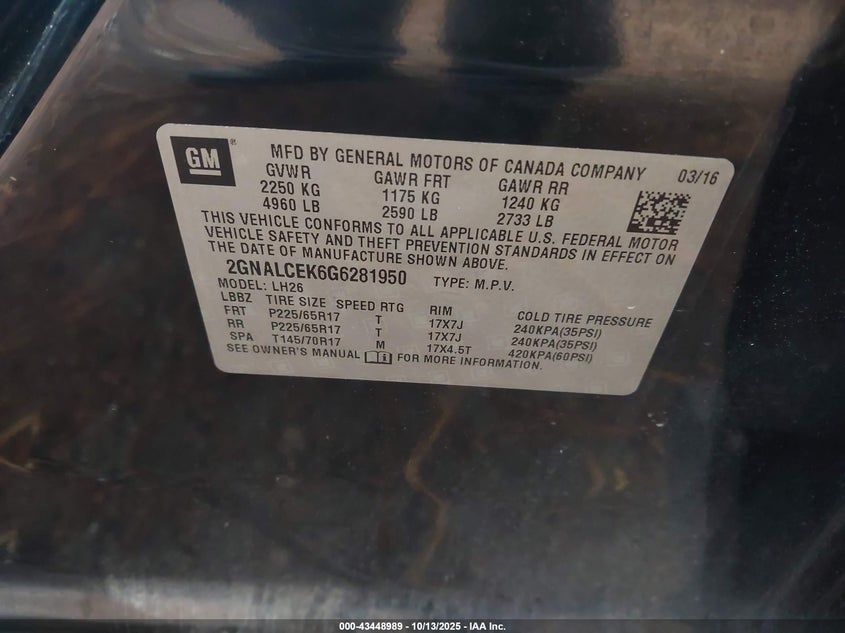 GM
MFD BY GENERAL MOTORS OF CANADA COMPANY 03/16
GVWR GAWR FRT GAWR RR
2250 KG 1175 KG 1240 KG
4960 LB 2590 LB 2733 LB
THIS VEHICLE CONFORMS TO ALL APPLICABLE U.S. FEDERAL MOTOR
VEHICLE SAFETY AND THEFT PREVENTION STANDARDS IN EFFECT ON
THE DATE OF MANUFACTURE SHOWN ABOVE.
2GNALCEK6G6281950 TYPE: M.P.V.
MODEL: LH26
LBBZ TIRE SIZE SPEED RTG RIM COLD TIRE PRESSURE
FRT P225/65R17 T 17X7J 240KPA(35PSI)
RR P225/65R17 T 17X7J 240KPA(35PSI)
SPA T145/70R17 M 17X4.5T 420KPA(60PSI)
SEE OWNER'S MANUAL FOR MORE INFORMATION.
000-43448989 - 10/13/2025 - IAA Inc.